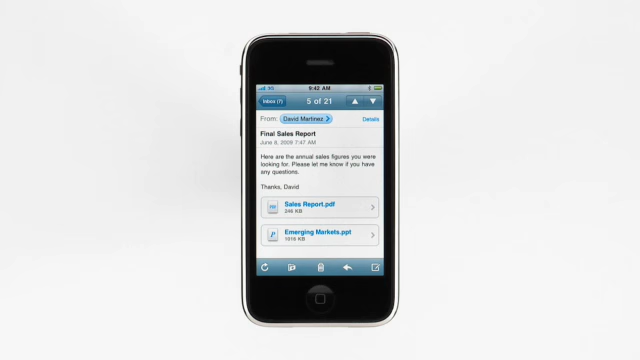 9:42 AM
Inbox (7) 5 of 21
From: David Martinez Details
Final Sales Report
June 8, 2009 7:47 AM
Here are the annual sales figures you were
looking for. Please let me know if you have
any questions.
Thanks, David
Sales Report.pdf
246 KB
Emerging Markets.ppt
1016 KB